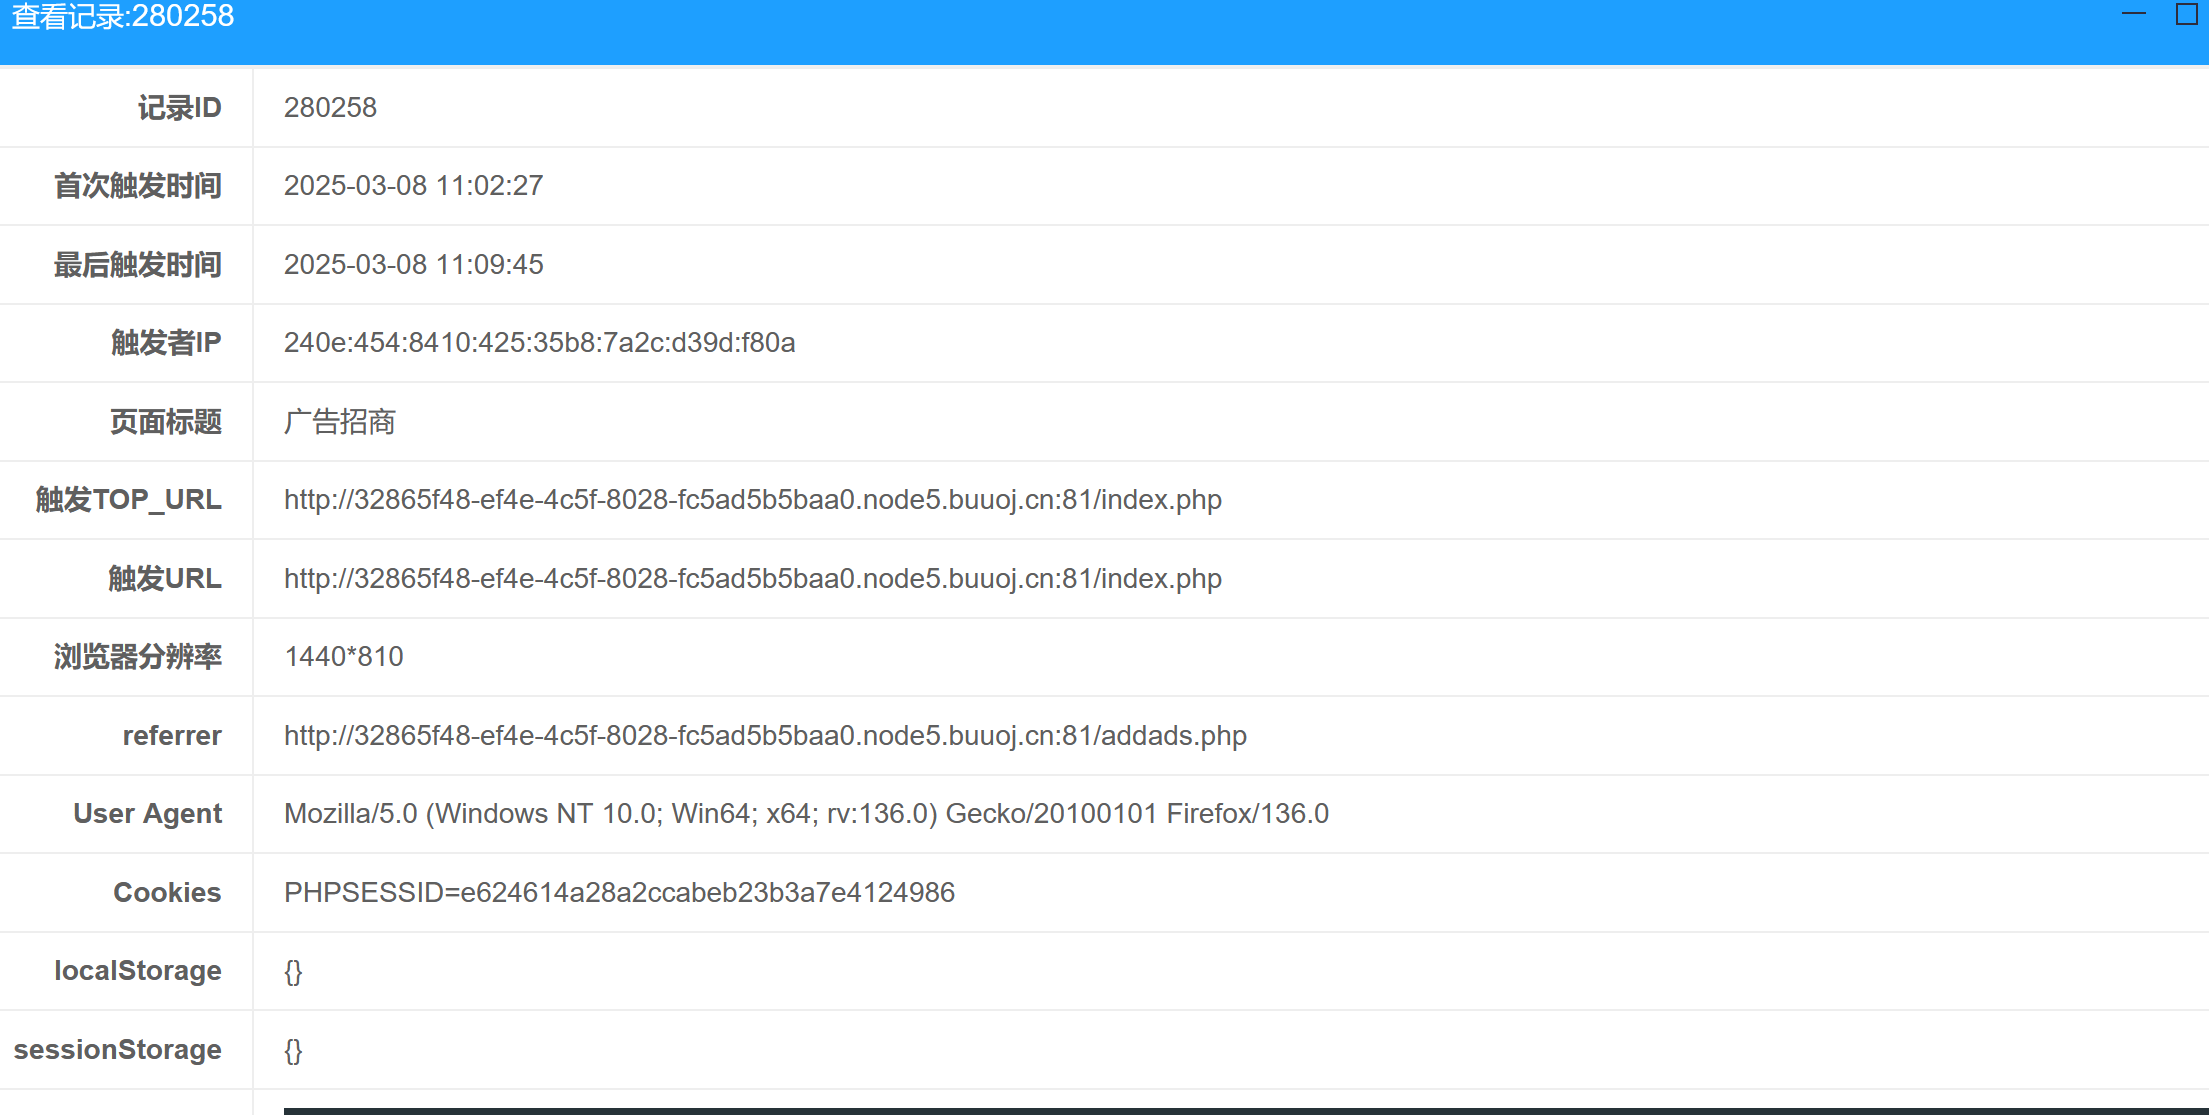 查看记录:280258
记录ID 280258
首次触发时间 2025-03-08 11:02:27
最后触发时间 2025-03-08 11:09:45
触发者IP 240e:454:8410:425:35b8:7a2c:d39d:f80a
页面标题 广告招商
触发TOP_URL http://32865f48-ef4e-4c5f-8028-fc5ad5b5baa0.node5.buuoj.cn:81/index.php
触发URL http://32865f48-ef4e-4c5f-8028-fc5ad5b5baa0.node5.buuoj.cn:81/index.php
浏览器分辨率 1440*810
referrer http://32865f48-ef4e-4c5f-8028-fc5ad5b5baa0.node5.buuoj.cn:81/addads.php
User Agent Mozilla/5.0 (Windows NT 10.0; Win64; x64; rv:136.0) Gecko/20100101 Firefox/136.0
Cookies PHPSESSID=e624614a28a2ccabeb23b3a7e4124986
localStorage {}
sessionStorage {}